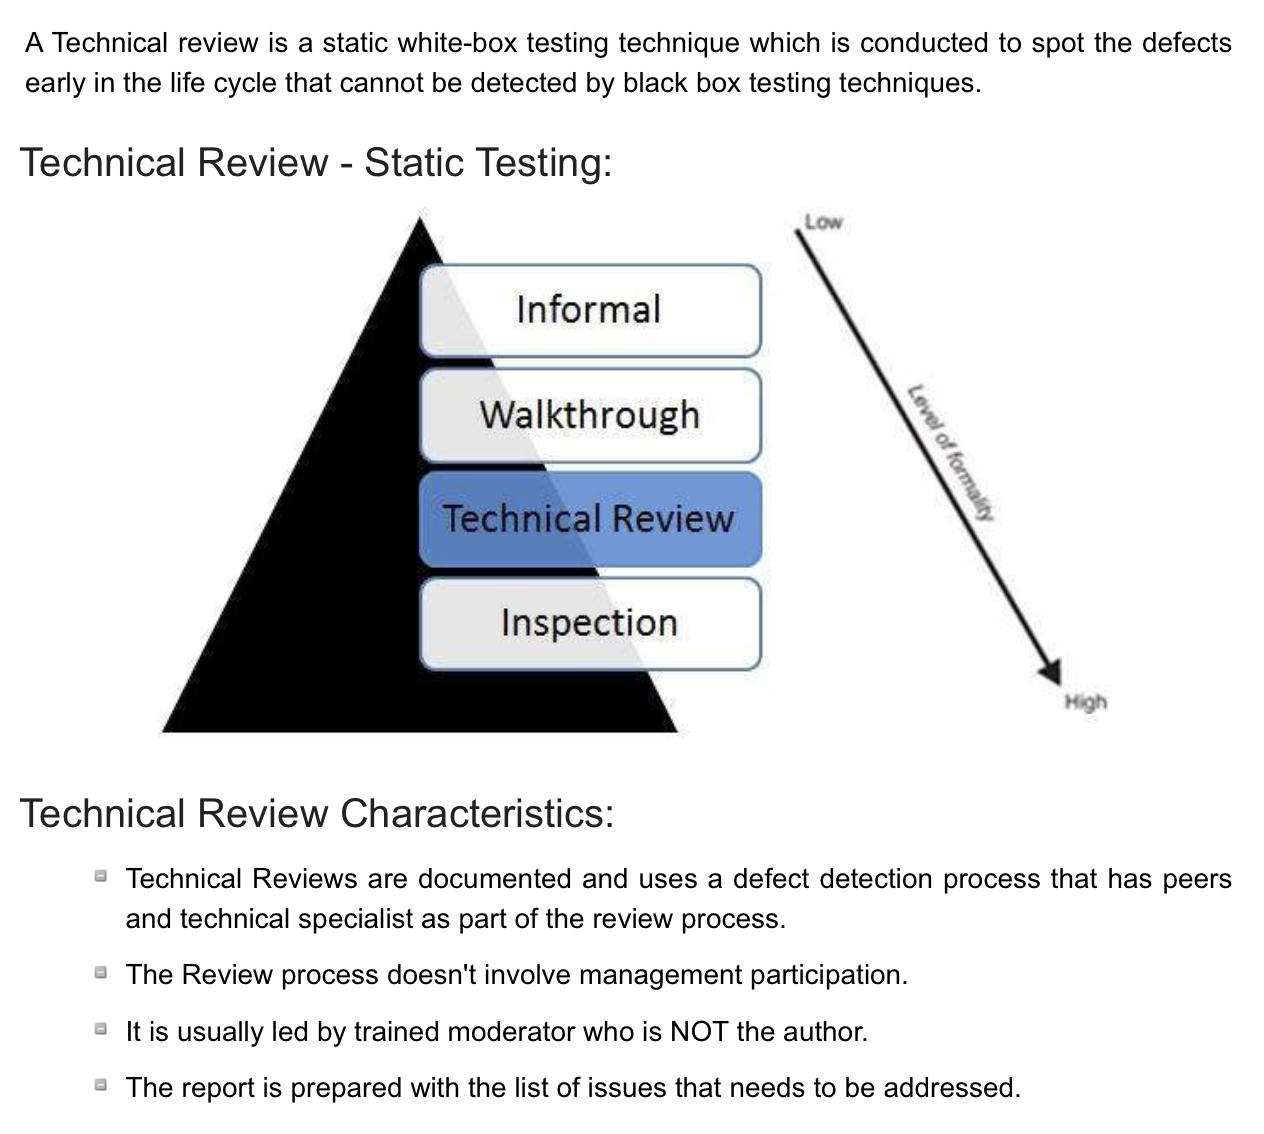 A Technical review is a static white-box testing technique which is conducted to spot the defects
early in the life cycle that cannot be detected by black box testing techniques.
Technical Review - Static Testing:
Low
Informal
Walkthrough
Level of formality
Technical Review
Inspection
High
Technical Review Characteristics:
Technical Reviews are documented and uses a defect detection process that has peers
and technical specialist as part of the review process.
The Review process doesn't involve management participation.
It is usually led by trained moderator who is NOT the author.
The report is prepared with the list of issues that needs to be addressed.